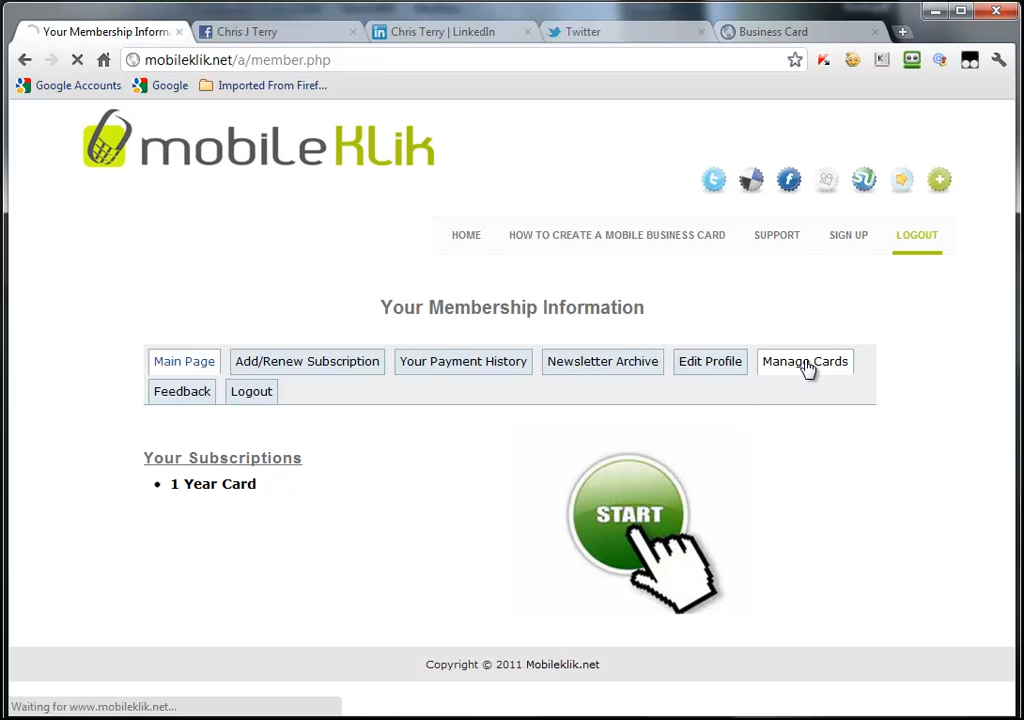 Your Membership Inform
Chris J Terry
Chris Terry | LinkedIn
Twitter
Business Card
mobileklik.net/a/member.php
Google Accounts
Google
Imported From Firef...
mobile KLik
HOME
HOW TO CREATE A MOBILE BUSINESS CARD
SUPPORT
SIGN UP
LOGOUT
Your Membership Information
Main Page
Add/Renew Subscription
Your Payment History
Newsletter Archive
Edit Profile
Manage Cards
Feedback
Logout
Your Subscriptions
• 1 Year Card
START
Copyright © 2011 Mobileklik.net
Waiting for www.mobileklik.net...